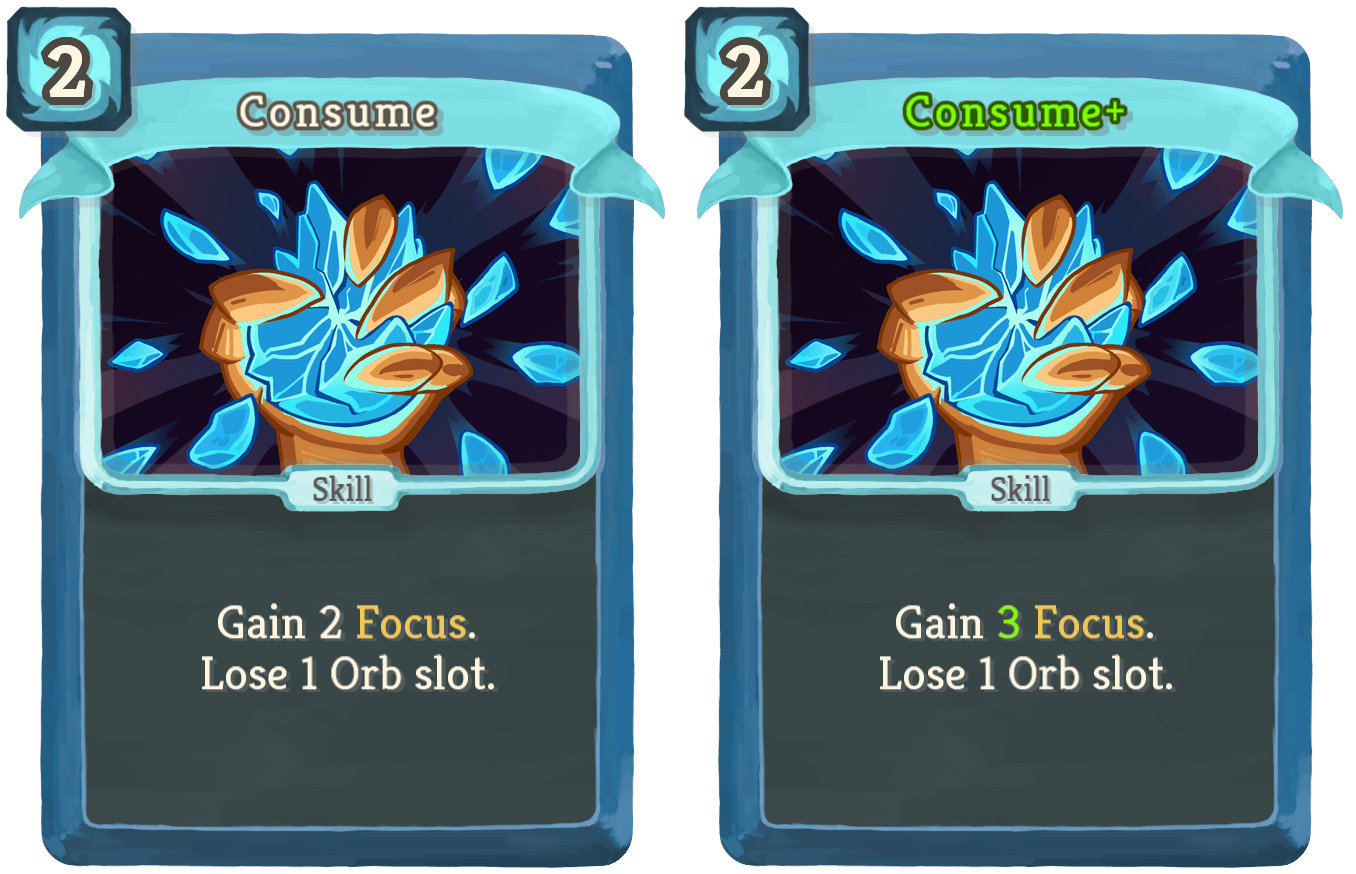 2
Consume
Skill
Gain 2 Focus.
Lose 1 Orb slot.
2
Consume+
Skill
Gain 3 Focus.
Lose 1 Orb slot.